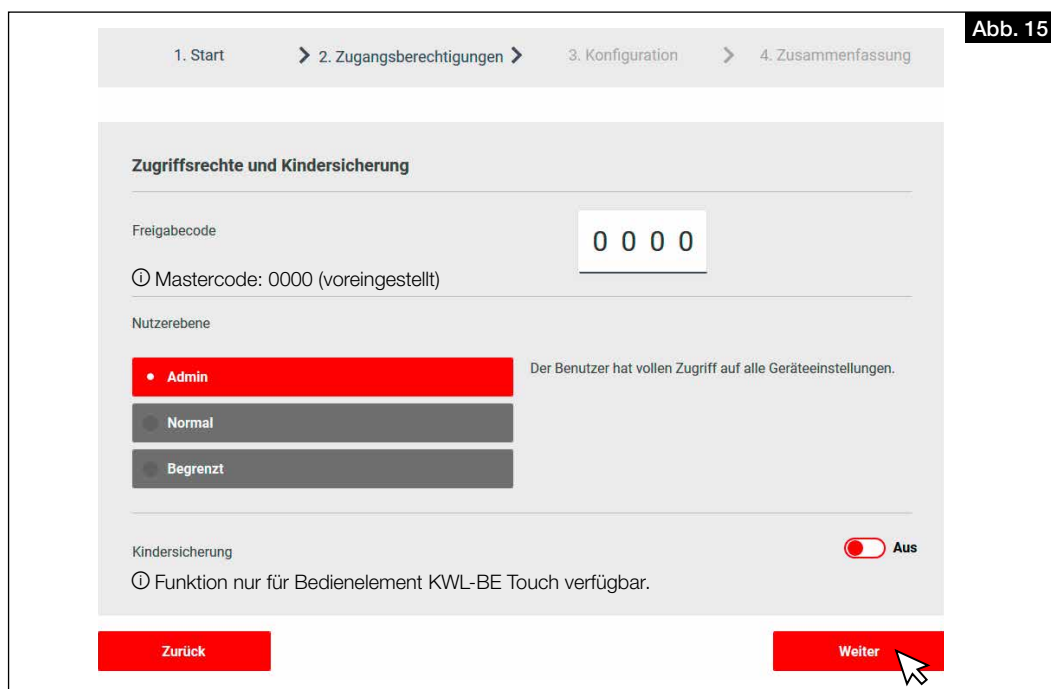 Abb. 15
1. Start
2. Zugangsberechtigungen
3. Konfiguration
4. Zusammenfassung
Zugriffsrechte und Kindersicherung
Freigabecode
0 0 0 0
Mastercode: 0000 (voreingestellt)
Nutzerebene
Admin
Der Benutzer hat vollen Zugriff auf alle Geräteeinstellungen.
Normal
Begrenzt
Kindersicherung
Aus
Funktion nur für Bedienelement KWL-BE Touch verfügbar.
Zurück
Weiter